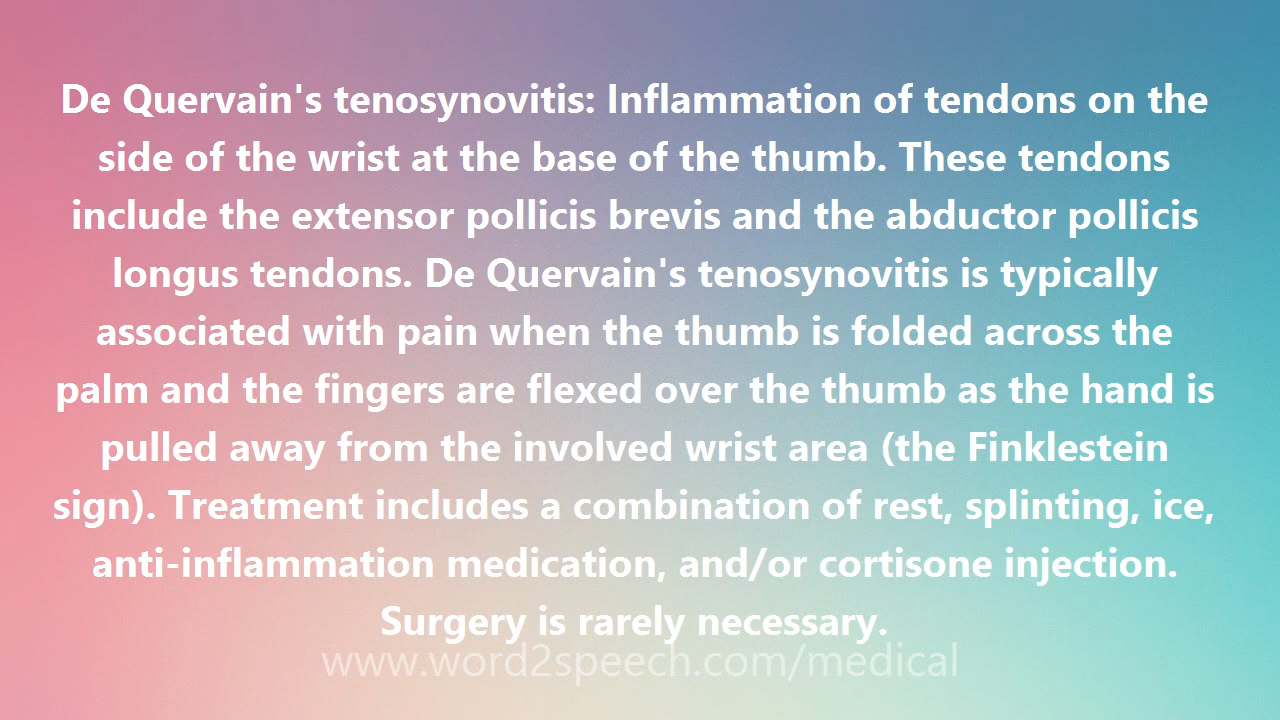 De Quervain's tenosynovitis: Inflammation of tendons on the
side of the wrist at the base of the thumb. These tendons
include the extensor pollicis brevis and the abductor pollicis
longus tendons. De Quervain's tenosynovitis is typically
associated with pain when the thumb is folded across the
palm and the fingers are flexed over the thumb as the hand is
pulled away from the involved wrist area (the Finklestein
sign). Treatment includes a combination of rest, splinting, ice,
anti-inflammation medication, and/or cortisone injection.
Surgery is rarely necessary.
www.word2speech.com/medical